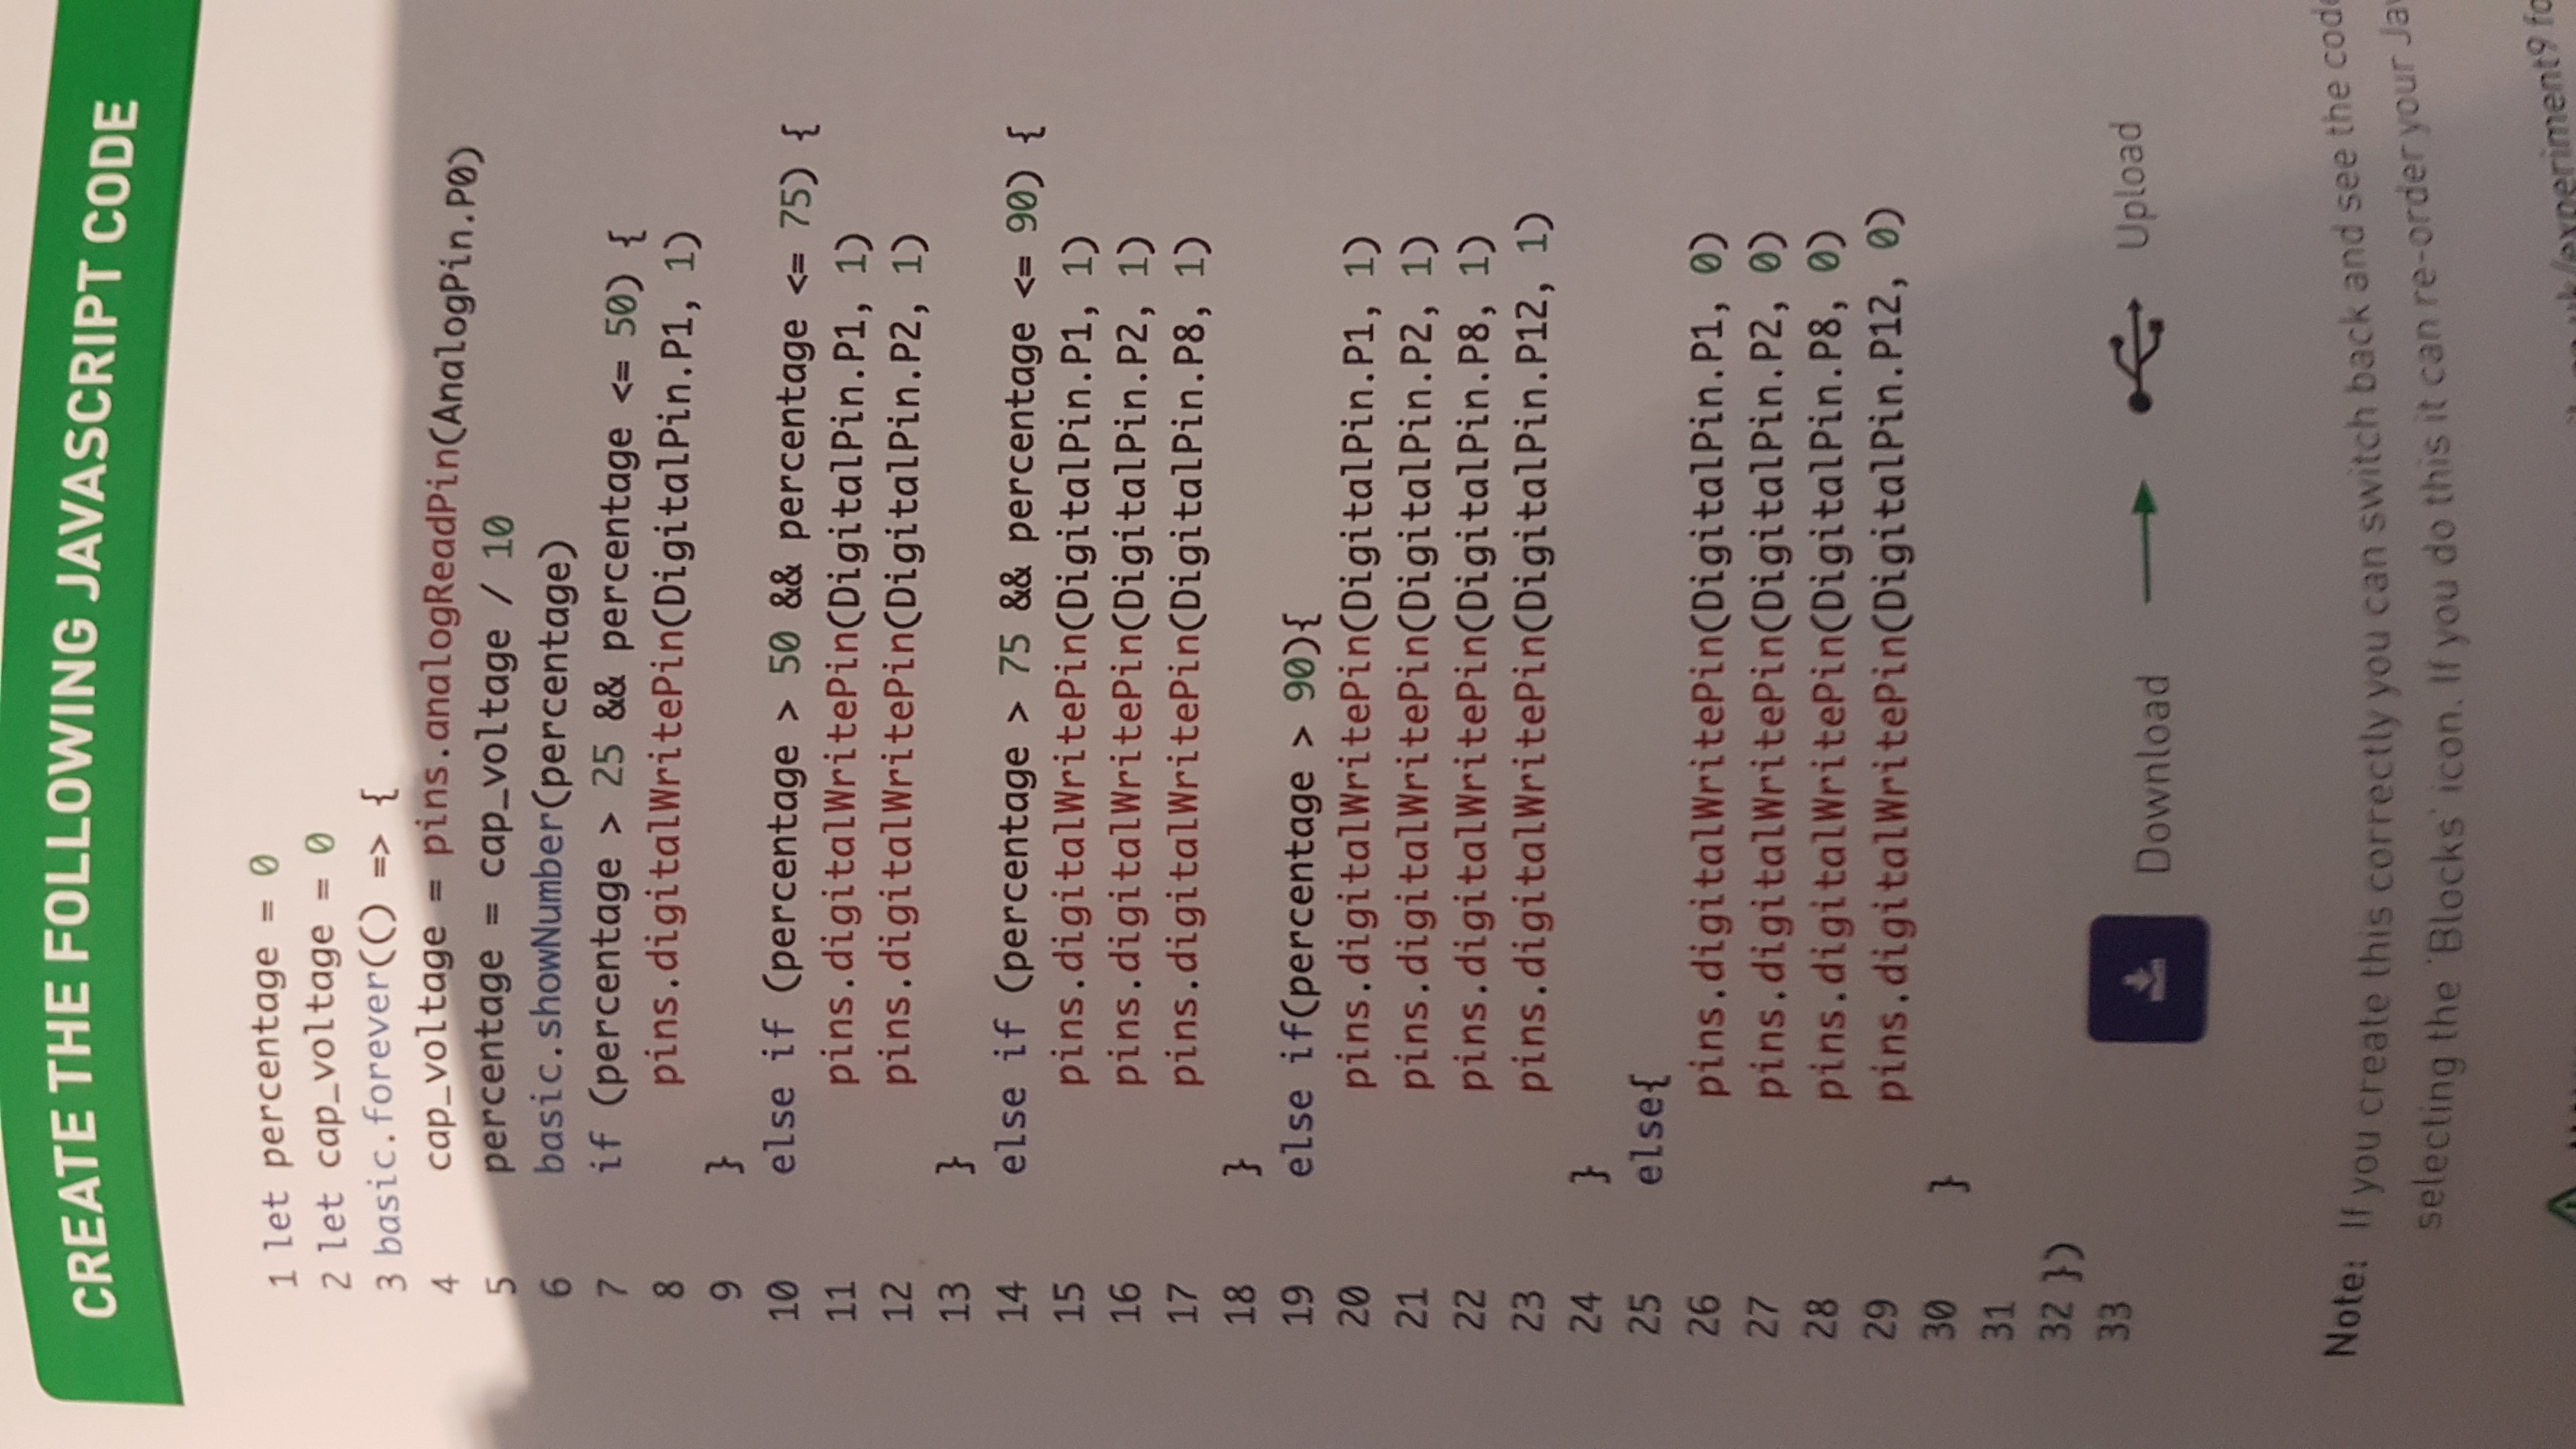 CREATE THE FOLLOWING JAVASCRIPT CODE
1 let percentage = 0
2 let cap_voltage = 0
3 basic.forever(() => {
4     cap_voltage = pins.analogReadPin(AnalogPin.P0)
5     percentage = cap_voltage / 10
6     basic.showNumber(percentage)
7     if (percentage > 25 && percentage <= 50) {
8         pins.digitalWritePin(DigitalPin.P1, 1)
9     }
10     else if (percentage > 50 && percentage <= 75) {
11         pins.digitalWritePin(DigitalPin.P1, 1)
12         pins.digitalWritePin(DigitalPin.P2, 1)
13     }
14     else if (percentage > 75 && percentage <= 90) {
15         pins.digitalWritePin(DigitalPin.P1, 1)
16         pins.digitalWritePin(DigitalPin.P2, 1)
17         pins.digitalWritePin(DigitalPin.P8, 1)
18     }
19     else if(percentage > 90){
20         pins.digitalWritePin(DigitalPin.P1, 1)
21         pins.digitalWritePin(DigitalPin.P2, 1)
22         pins.digitalWritePin(DigitalPin.P8, 1)
23         pins.digitalWritePin(DigitalPin.P12, 1)
24     }
25     else{
26         pins.digitalWritePin(DigitalPin.P1, 0)
27         pins.digitalWritePin(DigitalPin.P2, 0)
28         pins.digitalWritePin(DigitalPin.P8, 0)
29         pins.digitalWritePin(DigitalPin.P12, 0)
30     }
31
32 })
33
Download Upload
Note: If you create this correctly you can switch back and see the code
selecting the 'Blocks' icon. If you do this it can re-order your Jav
uk/experiment9 fo